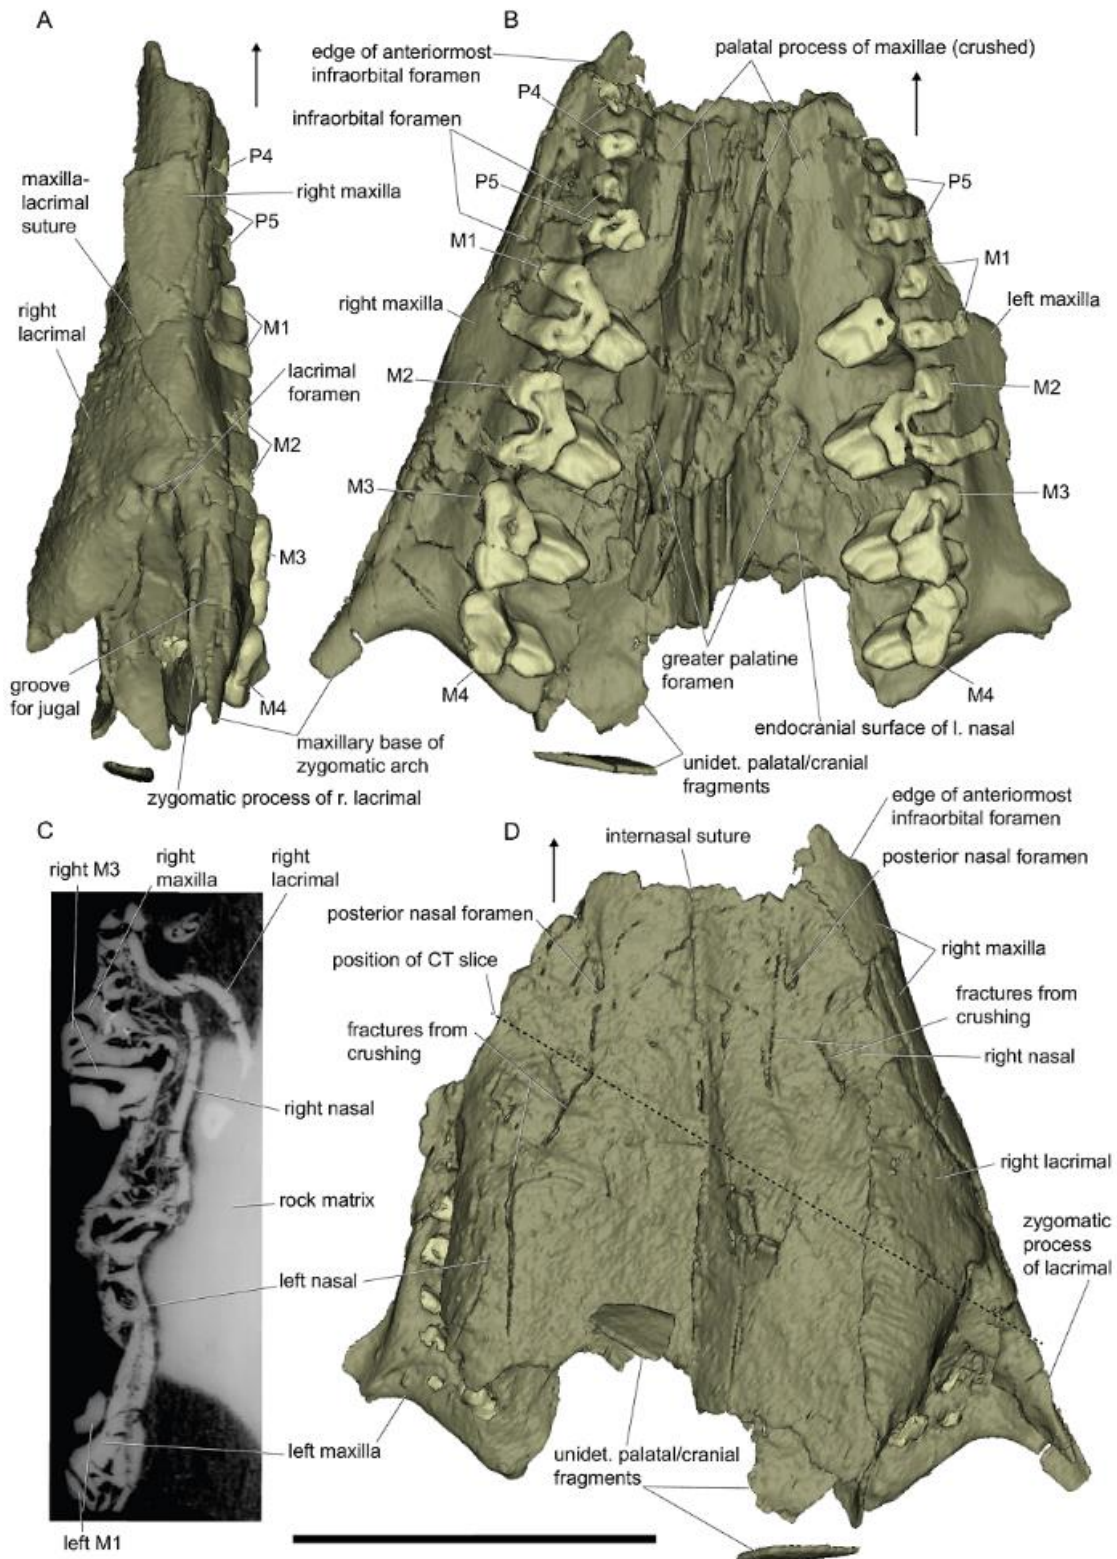 A
P4
maxilla-
lacrimal
suture
right maxilla
P5
right
lacrimal
M1
lacrimal
foramen
M2
M3
groove
for jugal
M4
maxillary base of
zygomatic arch
zygomatic process of r. lacrimal
B
edge of anteriormost
infraorbital foramen
palatal process of maxillae (crushed)
P4
infraorbital foramen
P5
P5
M1
M1
right maxilla
left maxilla
M2
M2
M3
M3
M4
greater palatine
foramen
M4
endocranial surface of l. nasal
unidet. palatal/cranial
fragments
C
right M3
right
maxilla
right
lacrimal
right nasal
rock matrix
left nasal
left maxilla
left M1
D
internasal suture
edge of anteriormost
infraorbital foramen
posterior nasal foramen
posterior nasal foramen
position of CT slice
right maxilla
fractures from
crushing
fractures from
crushing
right nasal
right lacrimal
zygomatic
process
of lacrimal
unidet. palatal/cranial
fragments